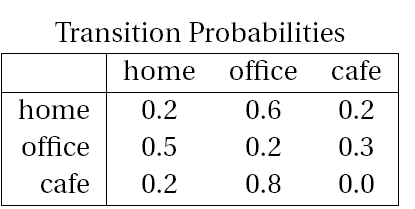 Transition Probabilities
home office cafe
home 0.2 0.6 0.2
office 0.5 0.2 0.3
cafe 0.2 0.8 0.0